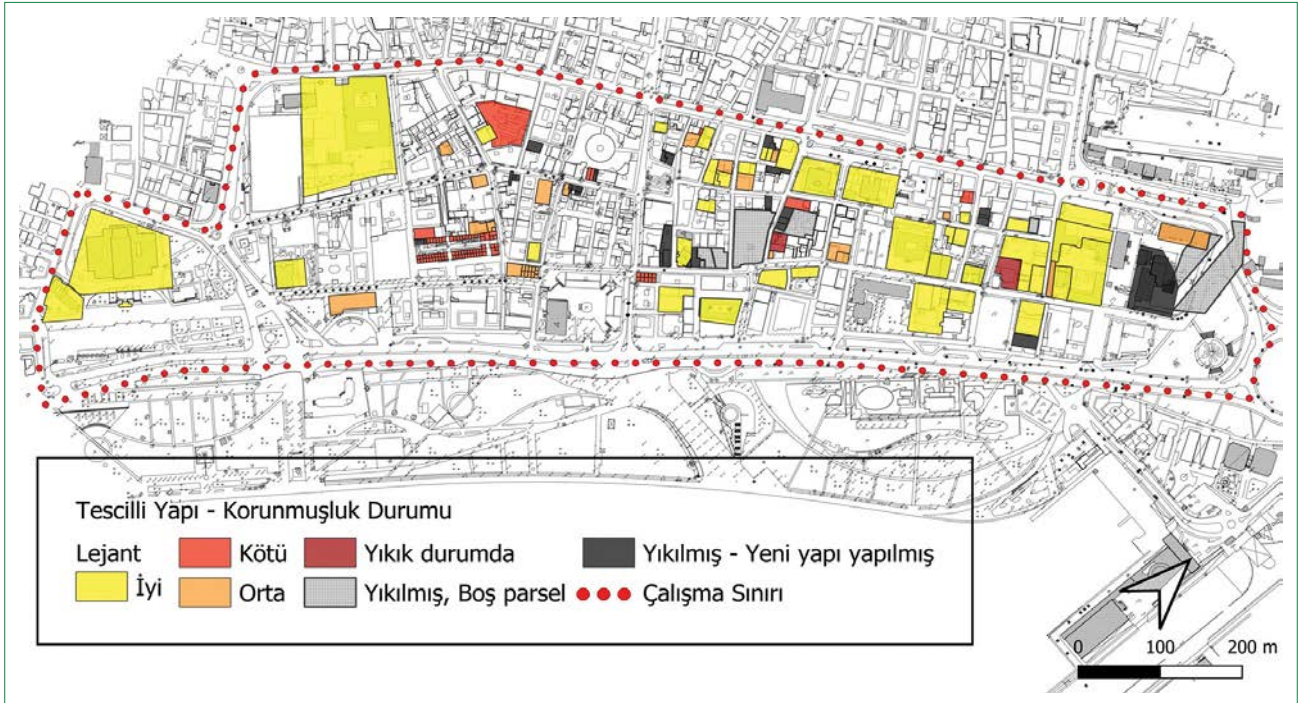 Tescilli Yapı - Korunmuşluk Durumu
Lejant
Kötü
Yıkık durumda
Yıkılmış - Yeni yapı yapılmış
İyi
Orta
Yıkılmış, Boş parsel
Çalışma Sınırı
0 100 200 m